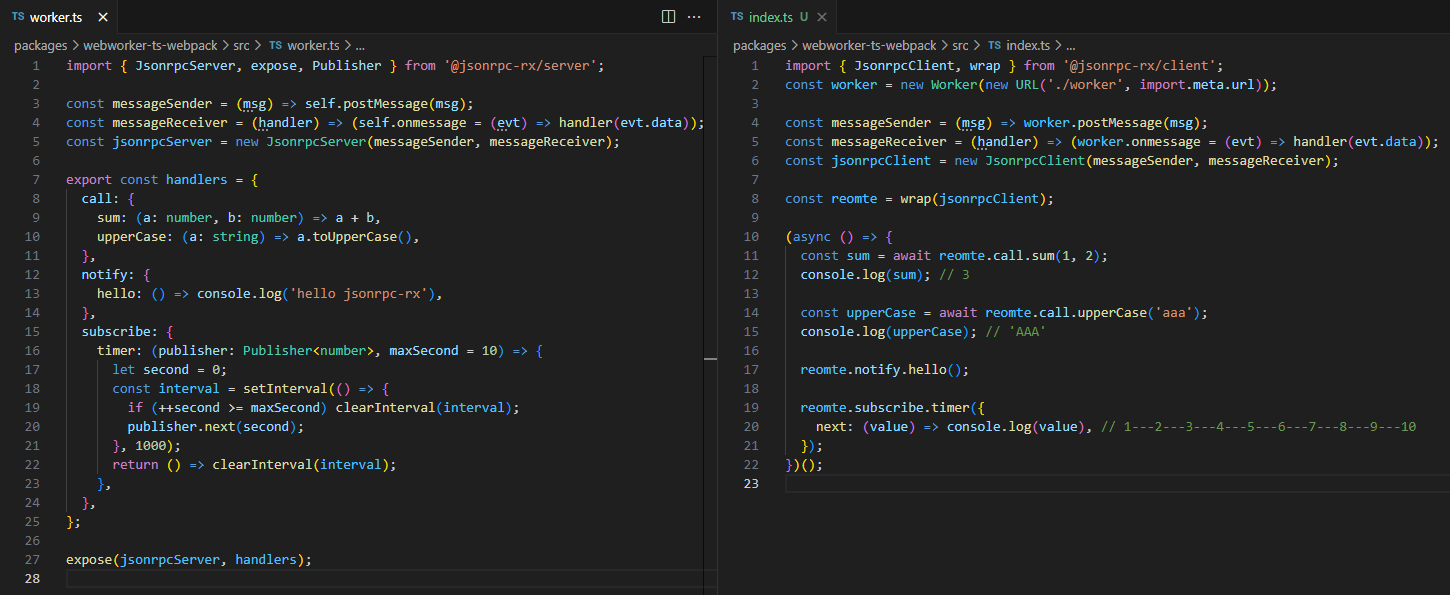 TS worker.ts ×
packages > webworker-ts-webpack > src > TS worker.ts > ...
1 import { JsonrpcServer, expose, Publisher } from '@jsonrpc-rx/server';
2
3 const messageSender = (msg) => self.postMessage(msg);
4 const messageReceiver = (handler) => (self.onmessage = (evt) => handler(evt.data));
5 const jsonrpcServer = new JsonrpcServer(messageSender, messageReceiver);
6
7 export const handlers = {
8   call: {
9     sum: (a: number, b: number) => a + b,
10     upperCase: (a: string) => a.toUpperCase(),
11   },
12   notify: {
13     hello: () => console.log('hello jsonrpc-rx'),
14   },
15   subscribe: {
16     timer: (publisher: Publisher<number>, maxSecond = 10) => {
17       let second = 0;
18       const interval = setInterval(() => {
19         if (++second >= maxSecond) clearInterval(interval);
20         publisher.next(second);
21       }, 1000);
22       return () => clearInterval(interval);
23     },
24   },
25 };
26
27 expose(jsonrpcServer, handlers);
28
TS index.ts U ×
packages > webworker-ts-webpack > src > TS index.ts > ...
1 import { JsonrpcClient, wrap } from '@jsonrpc-rx/client';
2 const worker = new Worker(new URL('./worker', import.meta.url));
3
4 const messageSender = (msg) => worker.postMessage(msg);
5 const messageReceiver = (handler) => (worker.onmessage = (evt) => handler(evt.data));
6 const jsonrpcClient = new JsonrpcClient(messageSender, messageReceiver);
7
8 const reomte = wrap(jsonrpcClient);
9
10 (async () => {
11   const sum = await reomte.call.sum(1, 2);
12   console.log(sum); // 3
13
14   const upperCase = await reomte.call.upperCase('aaa');
15   console.log(upperCase); // 'AAA'
16
17   reomte.notify.hello();
18
19   reomte.subscribe.timer({
20     next: (value) => console.log(value), // 1---2---3---4---5---6---7---8---9---10
21   });
22 })();
23